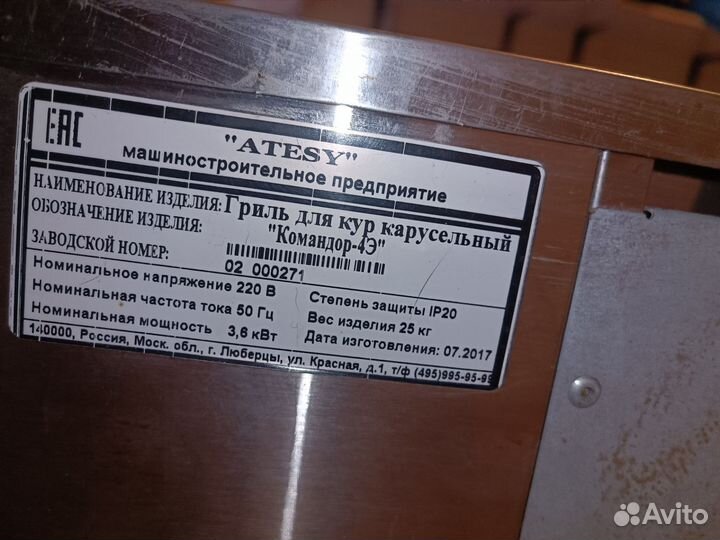 EAC
"ATESY"
машиностроительное предприятие
НАИМЕНОВАНИЕ ИЗДЕЛИЯ: Гриль для кур карусельный
ОБОЗНАЧЕНИЕ ИЗДЕЛИЯ: "Командор-4Э"
ЗАВОДСКОЙ НОМЕР: 02 000271
Номинальное напряжение 220 В
Номинальная частота тока 50 Гц
Номинальная мощность 3,6 кВт
Степень защиты IP20
Вес изделия 25 кг
Дата изготовления: 07.2017
140000, Россия, Моск. обл., г. Люберцы, ул. Красная, д.1, т/ф (495)995-95-99
Avito